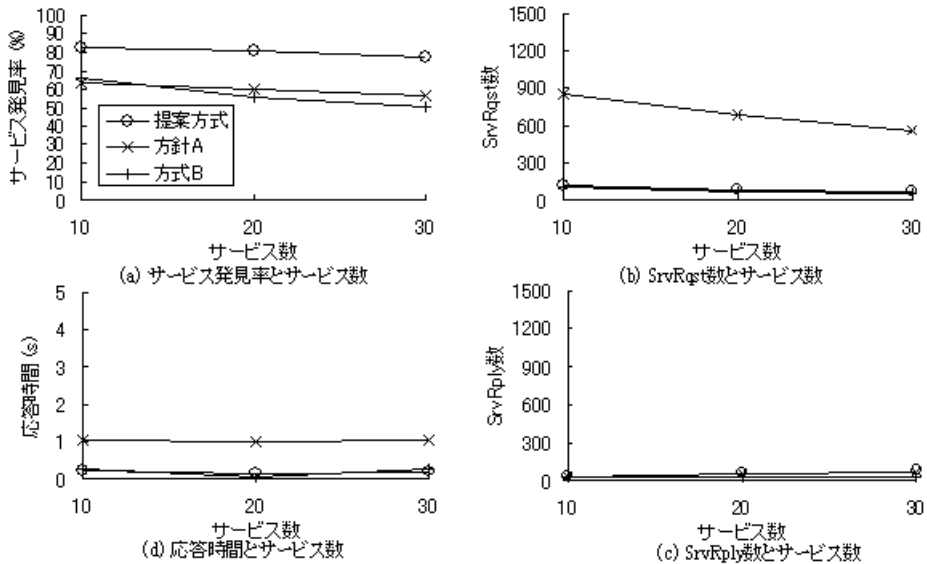 サービス発見率 (%)
100
90
80
70
60
50
40
30
20
10
0
提案方式
方針A
方式B
10 20 30
サービス数
(a) サービス発見率とサービス数
SrvRqst数
1500
1200
900
600
300
0
10 20 30
サービス数
(b) SrvRqst数とサービス数
応答時間 (s)
5
4
3
2
1
0
10 20 30
サービス数
(d) 応答時間とサービス数
SrvRply数
1500
1200
900
600
300
0
10 20 30
サービス数
(c) SrvRply数とサービス数